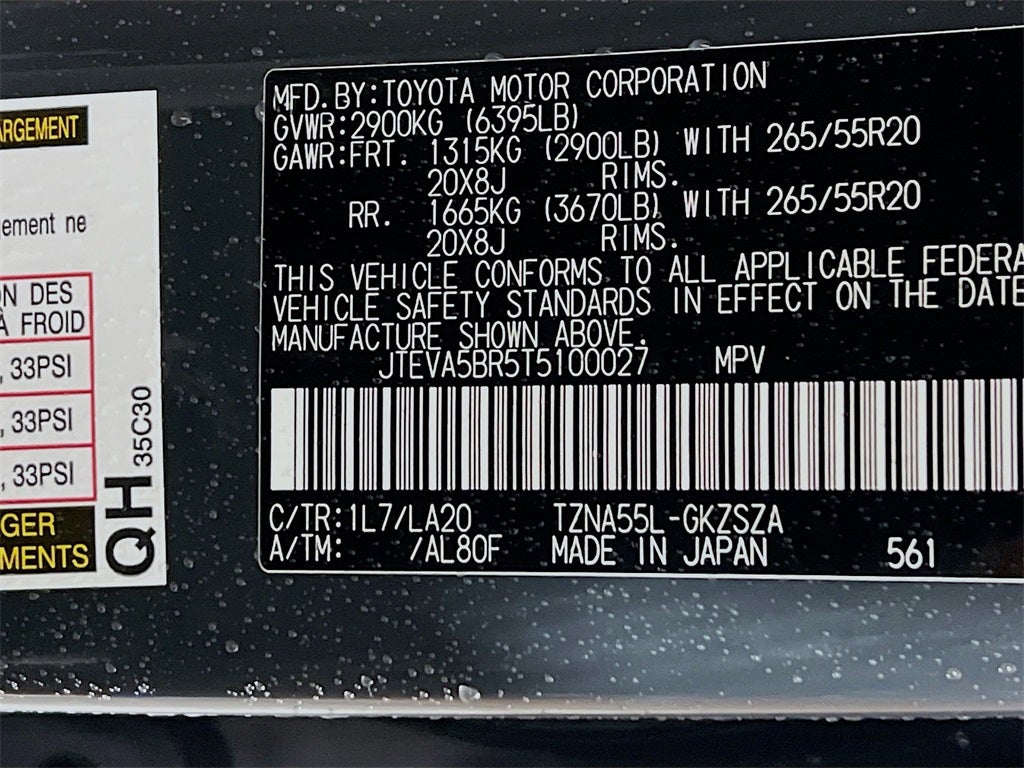 ARGEMENT
gement ne
ON DES
À FROID
, 33PSI
, 33PSI
, 33PSI
NGER
MENTS
QH 35C30
MFD.BY:TOYOTA MOTOR CORPORATION
GVWR:2900KG (6395LB)
GAWR:FRT. 1315KG (2900LB) WITH 265/55R20
20X8J RIMS.
RR. 1665KG (3670LB) WITH 265/55R20
20X8J RIMS.
THIS VEHICLE CONFORMS TO ALL APPLICABLE FEDERA
VEHICLE SAFETY STANDARDS IN EFFECT ON THE DATE
MANUFACTURE SHOWN ABOVE.
JTEVA5BR5T5100027 MPV
C/TR:1L7/LA20 TZNA55L-GKZSZA
A/TM: /AL80F MADE IN JAPAN 561